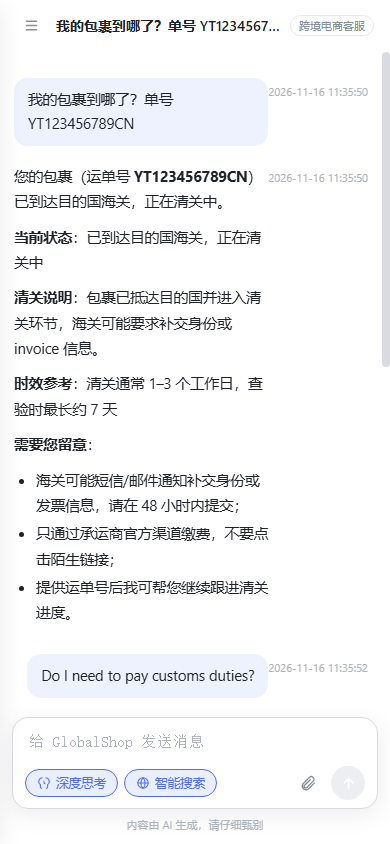 我的包裹到哪了？单号 YT1234567...
跨境电商客服
我的包裹到哪了？单号
YT123456789CN
2026-11-16 11:35:50
您的包裹（运单号 YT123456789CN）
已到达目的国海关，正在清关中。
2026-11-16 11:35:50
当前状态：已到达目的国海关，正在清
关中
清关说明：包裹已抵达目的国并进入清
关环节，海关可能要求补交身份或
invoice 信息。
时效参考：清关通常 1–3 个工作日，查
验时最长约 7 天
需要您留意：
• 海关可能短信/邮件通知补交身份或
发票信息，请在 48 小时内提交；
• 只通过承运商官方渠道缴费，不要点
击陌生链接；
• 提供运单号后我可帮您继续跟进清关
进度。
Do I need to pay customs duties?
2026-11-16 11:35:52
给 GlobalShop 发送消息
深度思考
智能搜索
内容由 AI 生成，请仔细甄别